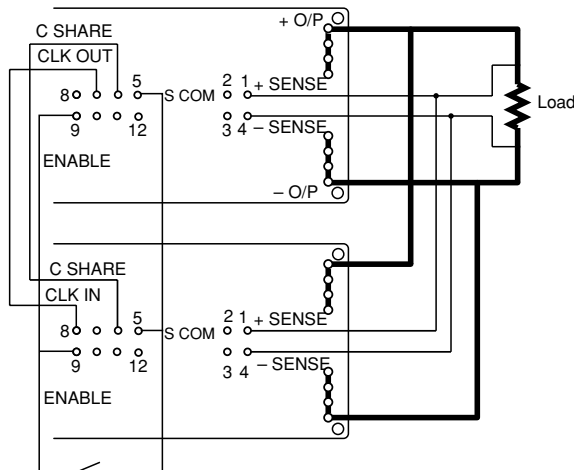 + O/P
C SHARE
CLK OUT
5 2 1 + SENSE
8 S COM
Load
9 12 3 4 – SENSE
ENABLE
– O/P
C SHARE
CLK IN
5 2 1 + SENSE
8 S COM
9 12 3 4 – SENSE
ENABLE